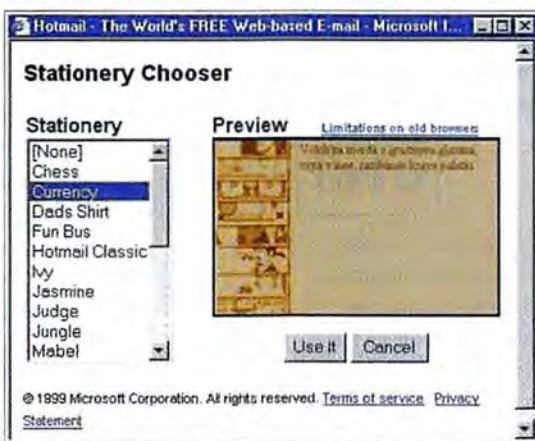 Hotmail - The World's FREE Web-based E-mail - Microsoft I...
Stationery Chooser
Stationery
Preview
Limitations on old browsers
[None]
Chess
Currency
Dads Shirt
Fun Bus
Hotmail Classic
Ivy
Jasmine
Judge
Jungle
Mabel
Use It
Cancel
© 1999 Microsoft Corporation. All rights reserved. Terms of service Privacy
Statement